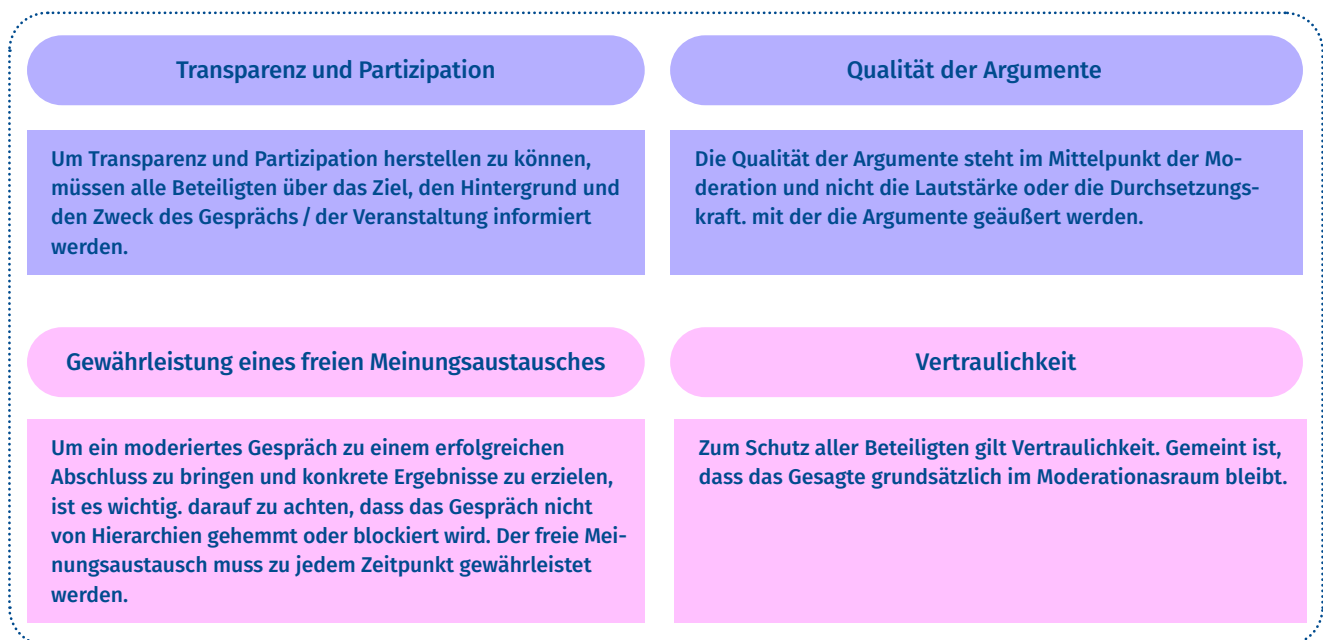 Transparenz und Partizipation
Um Transparenz und Partizipation herstellen zu können,
müssen alle Beteiligten über das Ziel, den Hintergrund und
den Zweck des Gesprächs / der Veranstaltung informiert
werden.
Qualität der Argumente
Die Qualität der Argumente steht im Mittelpunkt der Mo-
deration und nicht die Lautstärke oder die Durchsetzungs-
kraft. mit der die Argumente geäußert werden.
Gewährleistung eines freien Meinungsaustausches
Um ein moderiertes Gespräch zu einem erfolgreichen
Abschluss zu bringen und konkrete Ergebnisse zu erzielen,
ist es wichtig. darauf zu achten, dass das Gespräch nicht
von Hierarchien gehemmt oder blockiert wird. Der freie Mei-
nungsaustausch muss zu jedem Zeitpunkt gewährleistet
werden.
Vertraulichkeit
Zum Schutz aller Beteiligten gilt Vertraulichkeit. Gemeint ist,
dass das Gesagte grundsätzlich im Moderationasraum bleibt.